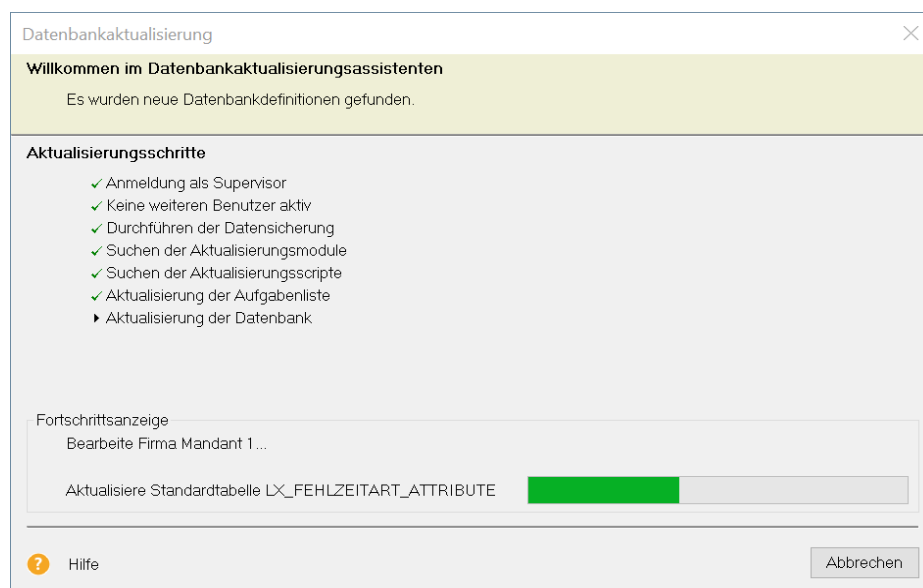 Datenbankaktualisierung
Willkommen im Datenbankaktualisierungsassistenten
Es wurden neue Datenbankdefinitionen gefunden.
Aktualisierungsschritte
Anmeldung als Supervisor
Keine weiteren Benutzer aktiv
Durchführen der Datensicherung
Suchen der Aktualisierungsmodule
Suchen der Aktualisierungsscripte
Aktualisierung der Aufgabenliste
Aktualisierung der Datenbank
Fortschrittsanzeige
Bearbeite Firma Mandant 1...
Aktualisiere Standardtabelle LX_FEHLZEITART_ATTRIBUTE
? Hilfe Abbrechen